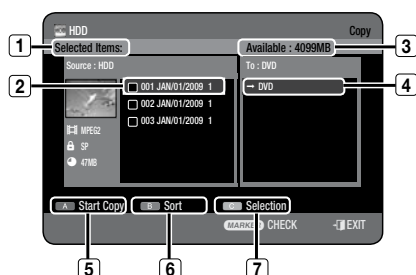 HDD
Copy
1
Selected Items:
Available : 4099MB
3
Source : HDD
To : DVD
2
001 JAN/01/2009 1
→ DVD
4
002 JAN/01/2009 1
003 JAN/01/2009 1
MPEG2
SP
47MB
A Start Copy
B Sort
C Selection
CHECK
EXIT
5
6
7